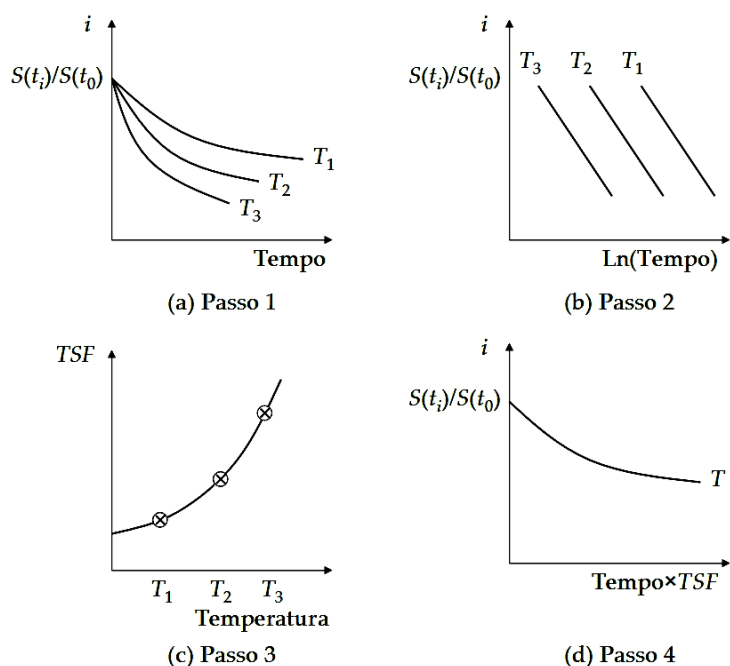 i
S(tᵢ)/S(t₀)
T₁
T₂
T₃
Tempo
(a) Passo 1
i
S(tᵢ)/S(t₀)
T₃ T₂ T₁
Ln(Tempo)
(b) Passo 2
TSF
T₁ T₂ T₃
Temperatura
(c) Passo 3
i
S(tᵢ)/S(t₀)
T
Tempo×TSF
(d) Passo 4